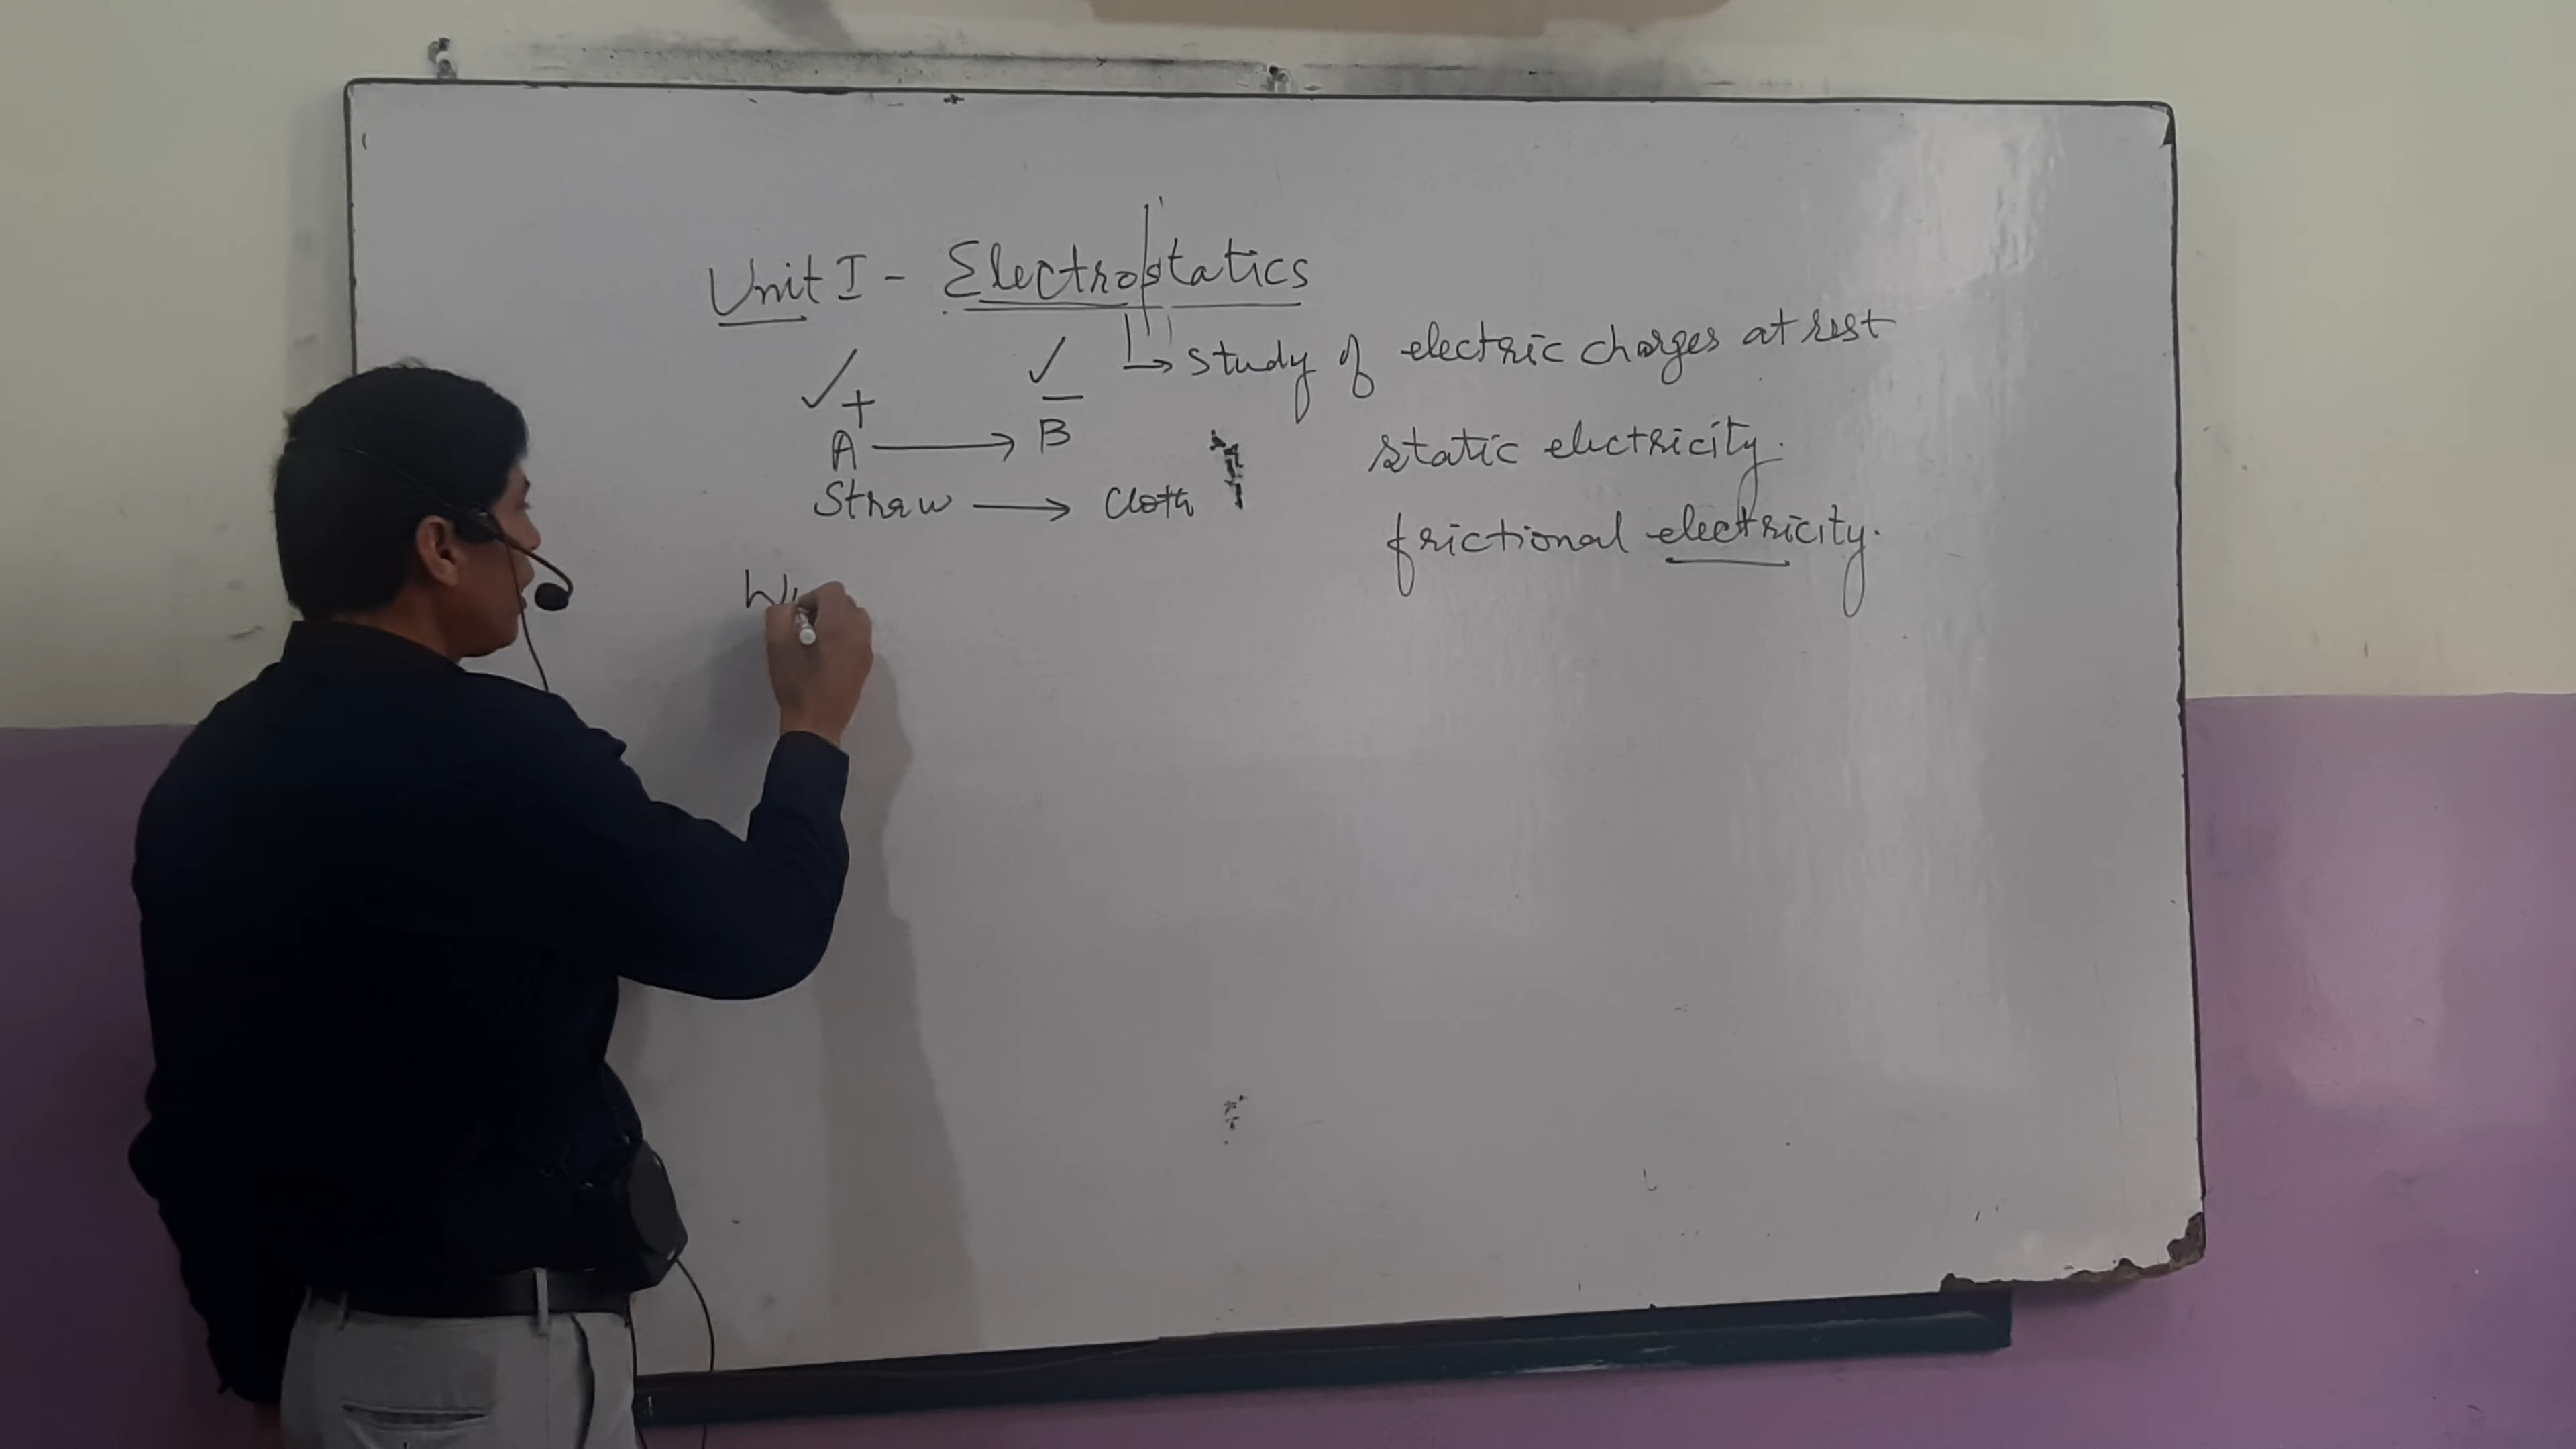 Unit I - Electrostatics
↳ study of electric charges at rest
✓ + ✓ −
A → B
Straw → Cloth
static electricity.
frictional electricity.